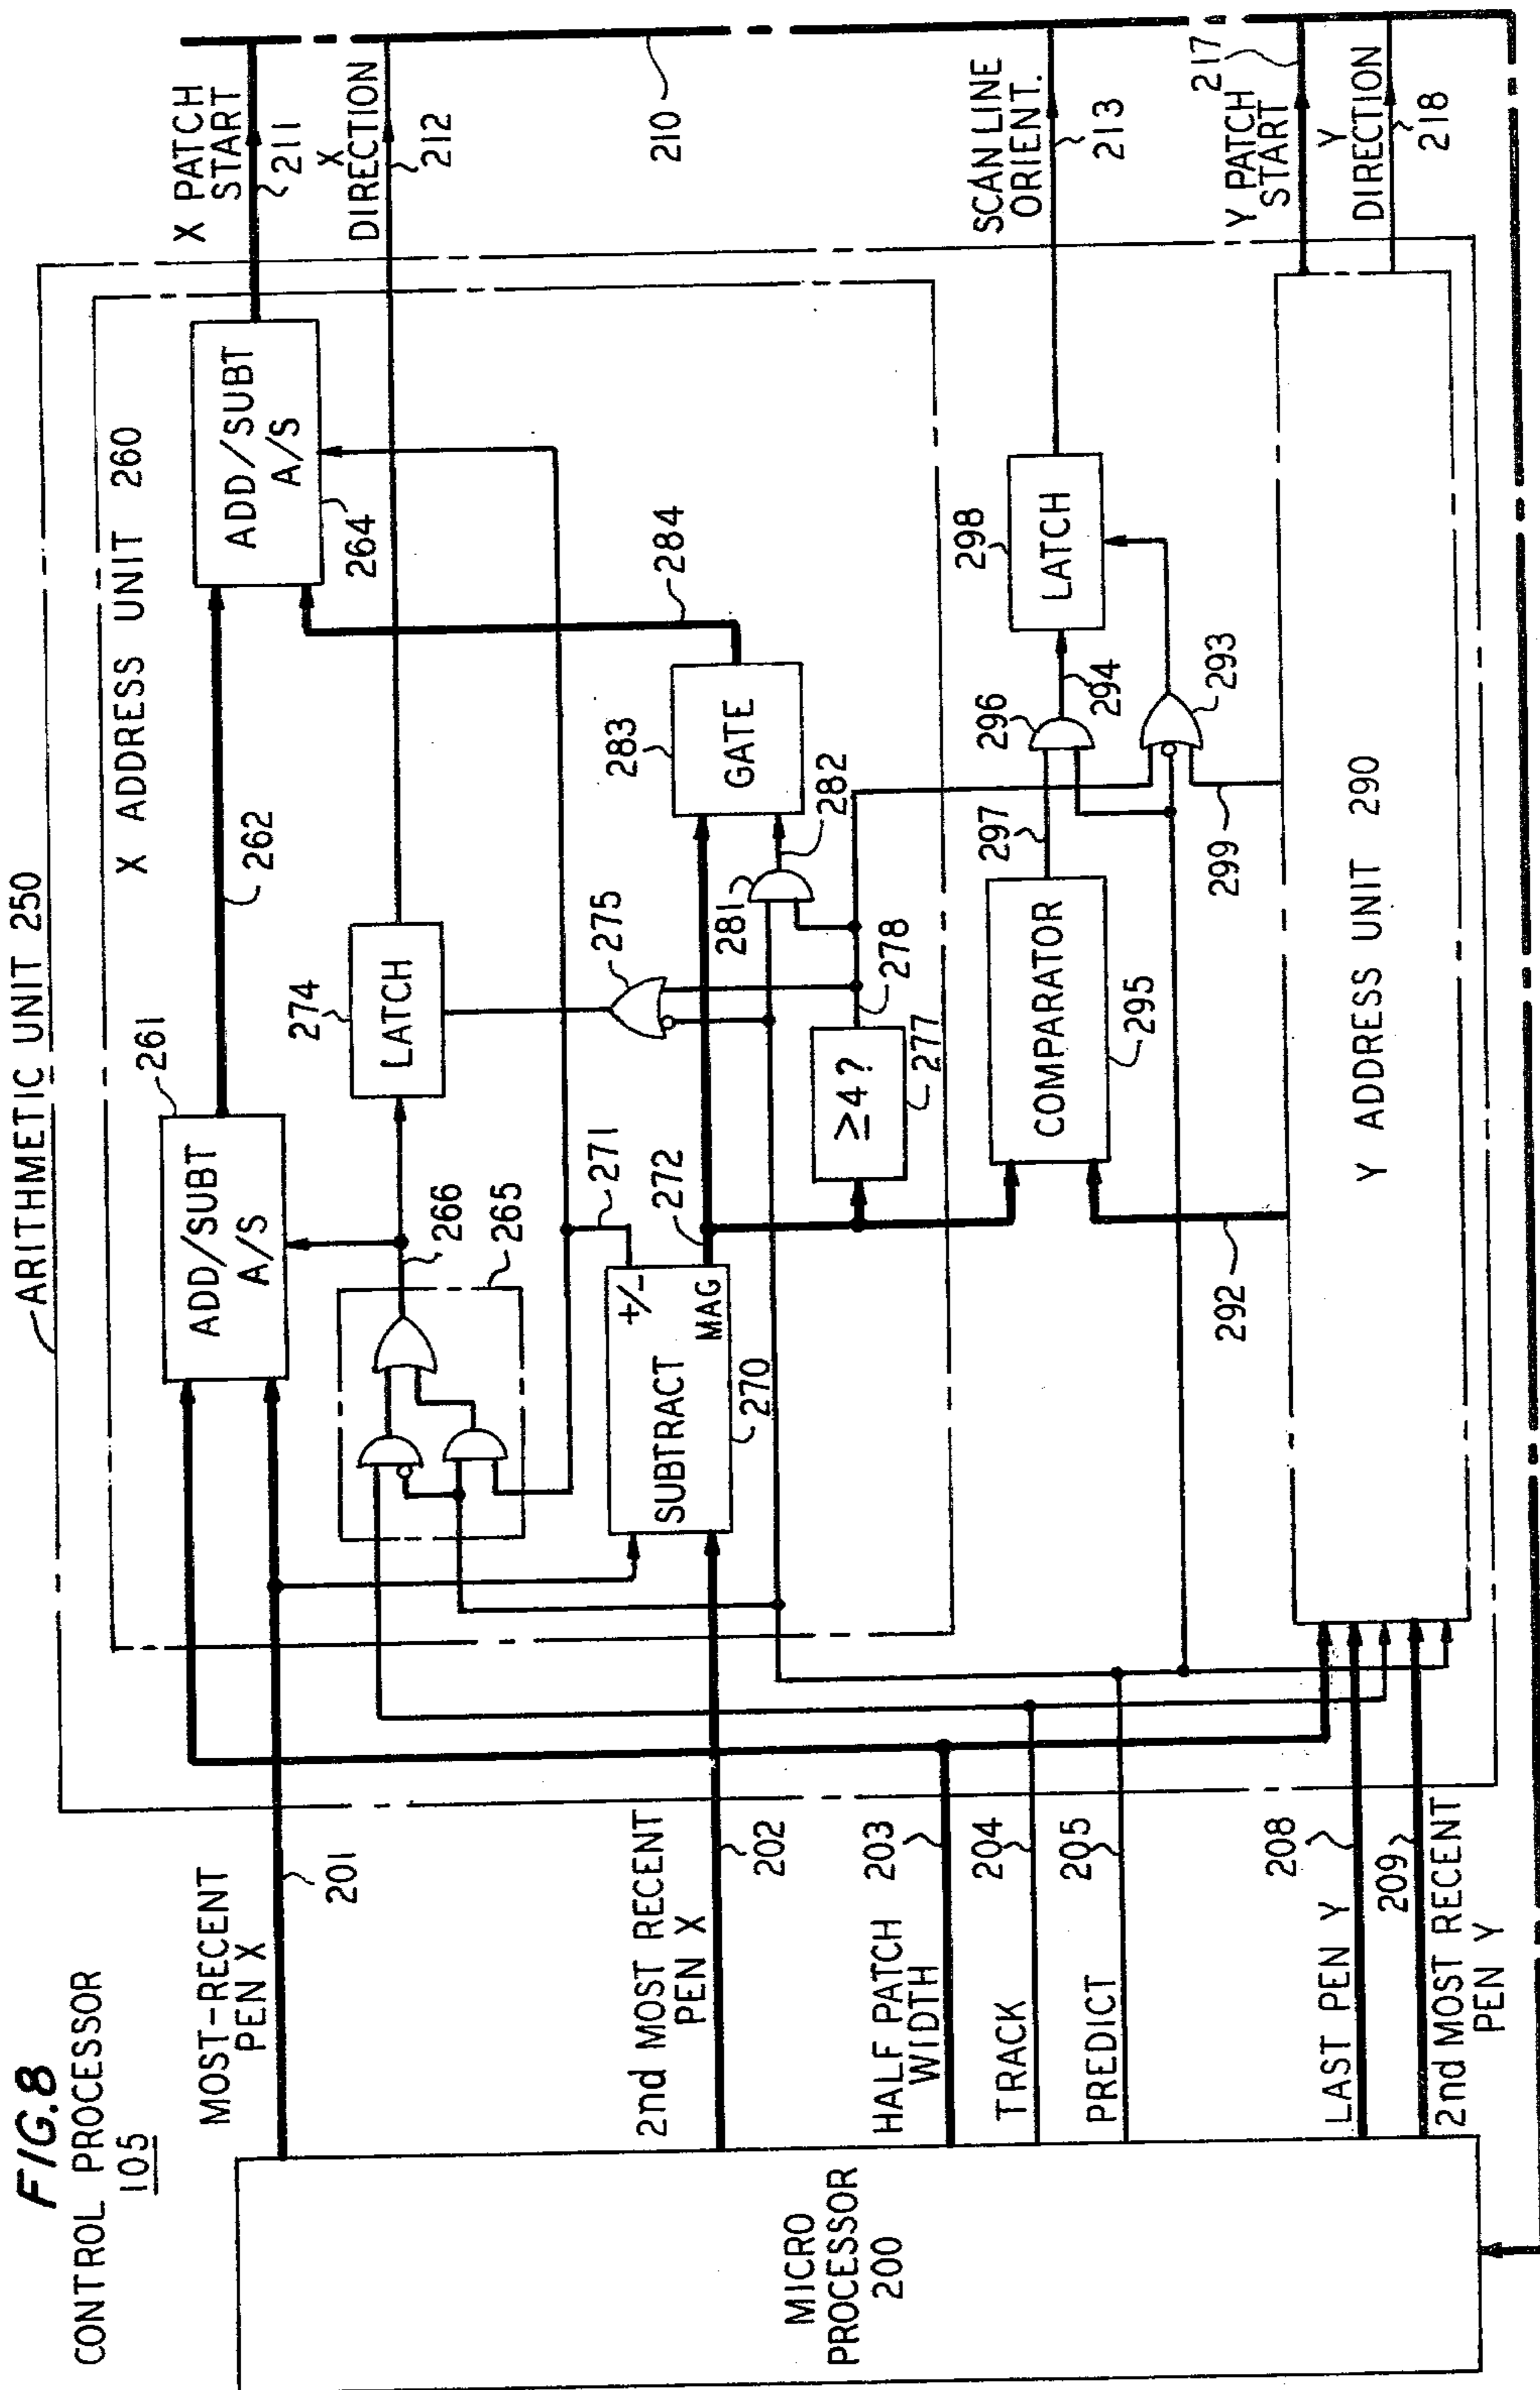 FIG.8
CONTROL PROCESSOR
105
ARITHMETIC UNIT 250
X ADDRESS UNIT 260
MICRO
PROCESSOR
200
MOST-RECENT
PEN X
201
2nd MOST RECENT
PEN X
202
HALF PATCH
WIDTH
203
TRACK
204
PREDICT
205
LAST PEN Y
208
209
2nd MOST RECENT
PEN Y
ADD/SUBT
A/S
261
262
ADD/SUBT
A/S
264
265
266
SUBTRACT
+/-
MAG
270
271
272
LATCH
274
275
≥4?
277
278
281
282
GATE
283
284
COMPARATOR
295
297
296
294
LATCH
298
293
299
292
Y ADDRESS UNIT 290
X PATCH
START
211
X
DIRECTION
212
210
SCAN LINE
ORIENT.
213
Y PATCH
START
217
Y
DIRECTION
218